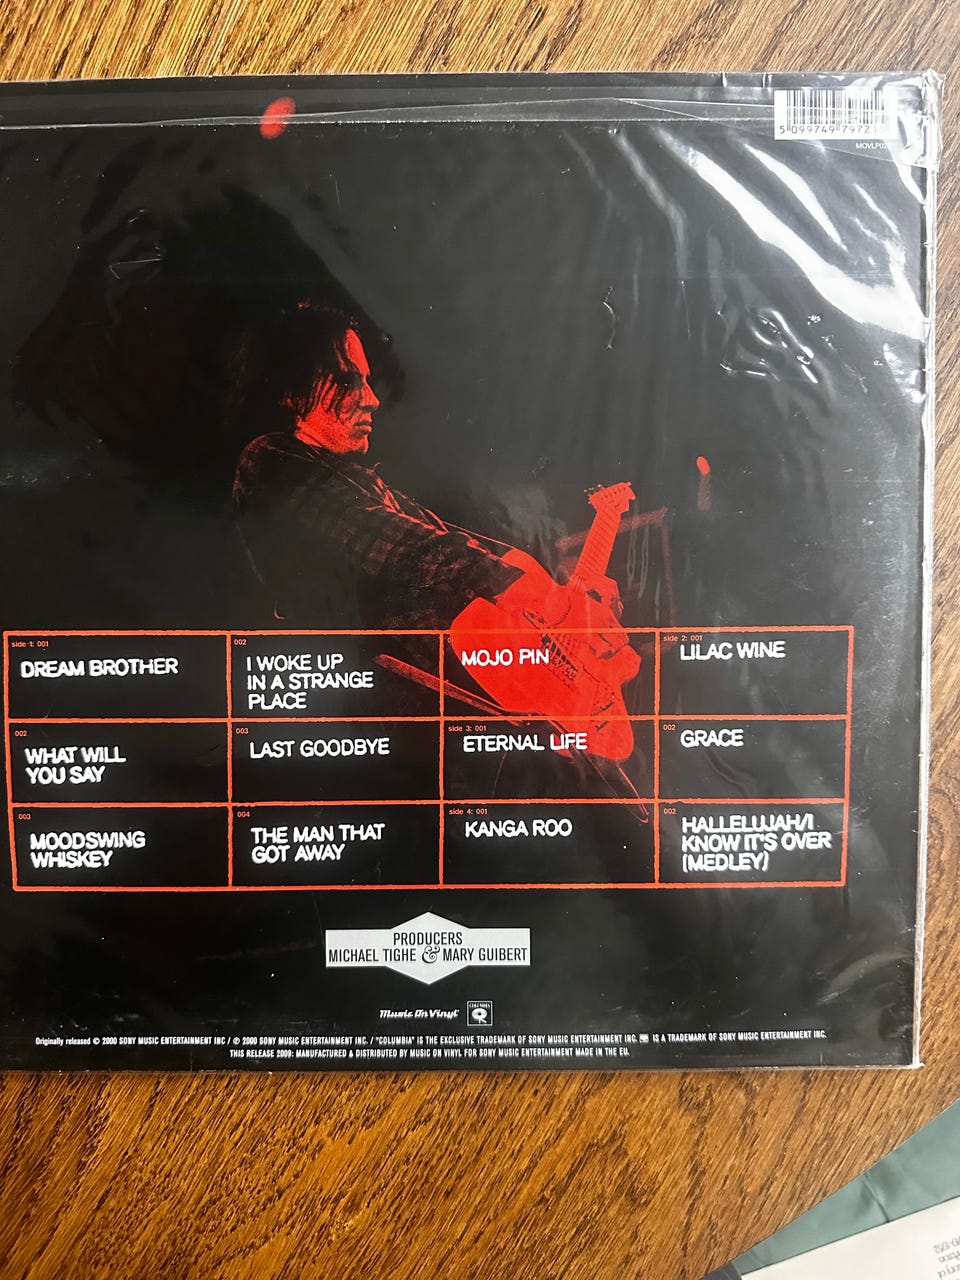 5 099749 7972
MOVLP02
side 1: 001
DREAM BROTHER
002
I WOKE UP
IN A STRANGE
PLACE
MOJO PIN
side 2: 001
LILAC WINE
002
WHAT WILL
YOU SAY
003
LAST GOODBYE
side 3: 001
ETERNAL LIFE
002
GRACE
003
MOODSWING
WHISKEY
004
THE MAN THAT
GOT AWAY
side 4: 001
KANGA ROO
002
HALLELUJAH/I
KNOW IT'S OVER
(MEDLEY)
PRODUCERS
MICHAEL TIGHE & MARY GUIBERT
Music On Vinyl
COLUMBIA
Originally released © 2000 SONY MUSIC ENTERTAINMENT INC / ℗ 2000 SONY MUSIC ENTERTAINMENT INC. / "COLUMBIA" IS THE EXCLUSIVE TRADEMARK OF SONY MUSIC ENTERTAINMENT INC. IS A TRADEMARK OF SONY MUSIC ENTERTAINMENT INC.
THIS RELEASE 2009: MANUFACTURED & DISTRIBUTED BY MUSIC ON VINYL FOR SONY MUSIC ENTERTAINMENT MADE IN THE EU.